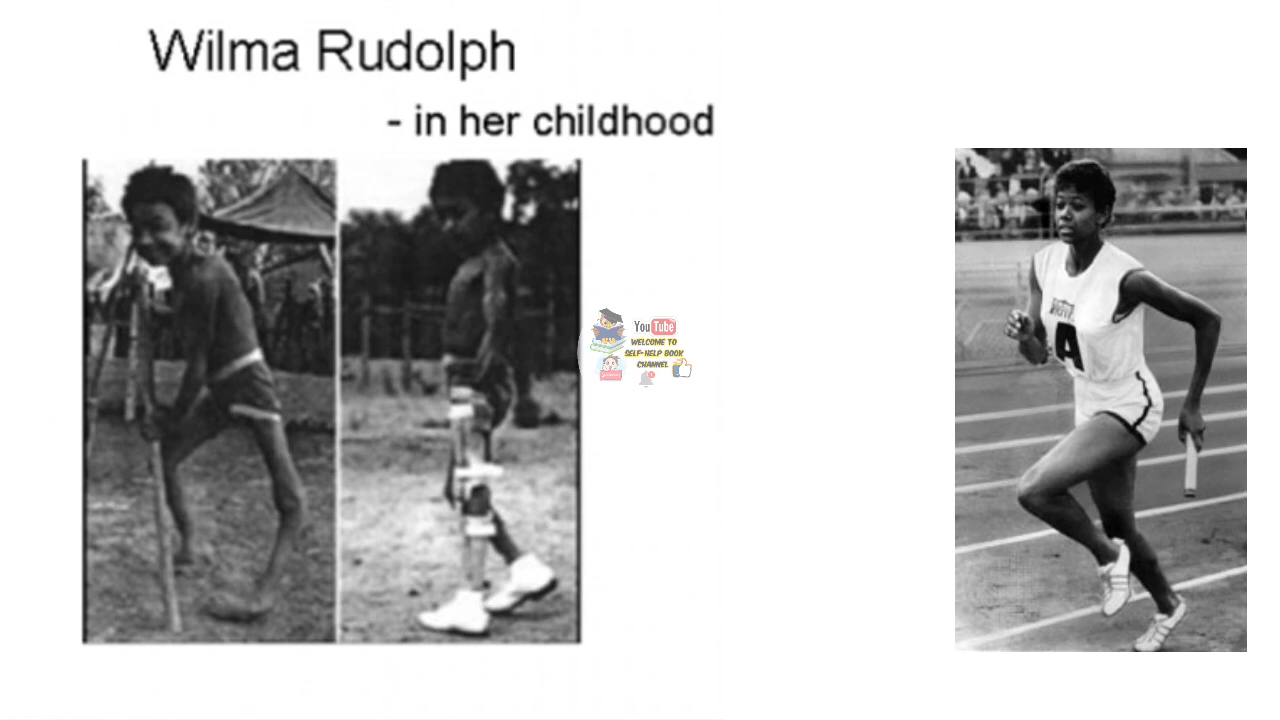 Wilma Rudolph
- in her childhood
You Tube
WELCOME TO
SELF-HELP BOOK
CHANNEL
A